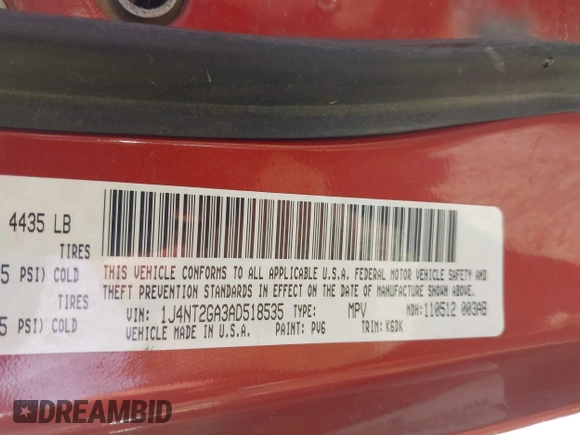 4435 LB
TIRES
5 PSI) COLD
TIRES
5 PSI) COLD
THIS VEHICLE CONFORMS TO ALL APPLICABLE U.S.A. FEDERAL MOTOR VEHICLE SAFETY AND
THEFT PREVENTION STANDARDS IN EFFECT ON THE DATE OF MANUFACTURE SHOWN ABOVE.
VIN: 1J4NT2GA3AD518535 TYPE: MPV MDH: 110512 003AB
VEHICLE MADE IN U.S.A. PAINT: PV6 TRIM: K6DK
DREAMBID